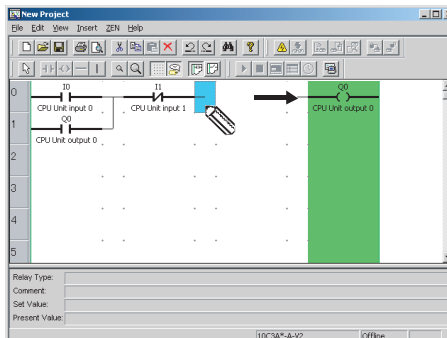 New Project
File Edit View Insert ZEN Help
0 I0 I1 Q0
CPU Unit input 0 CPU Unit input 1 CPU Unit output 0
1 Q0
CPU Unit output 0
2
3
4
5
Relay Type:
Comment:
Set Value:
Present Value:
10C3A*-A-V2 Offline